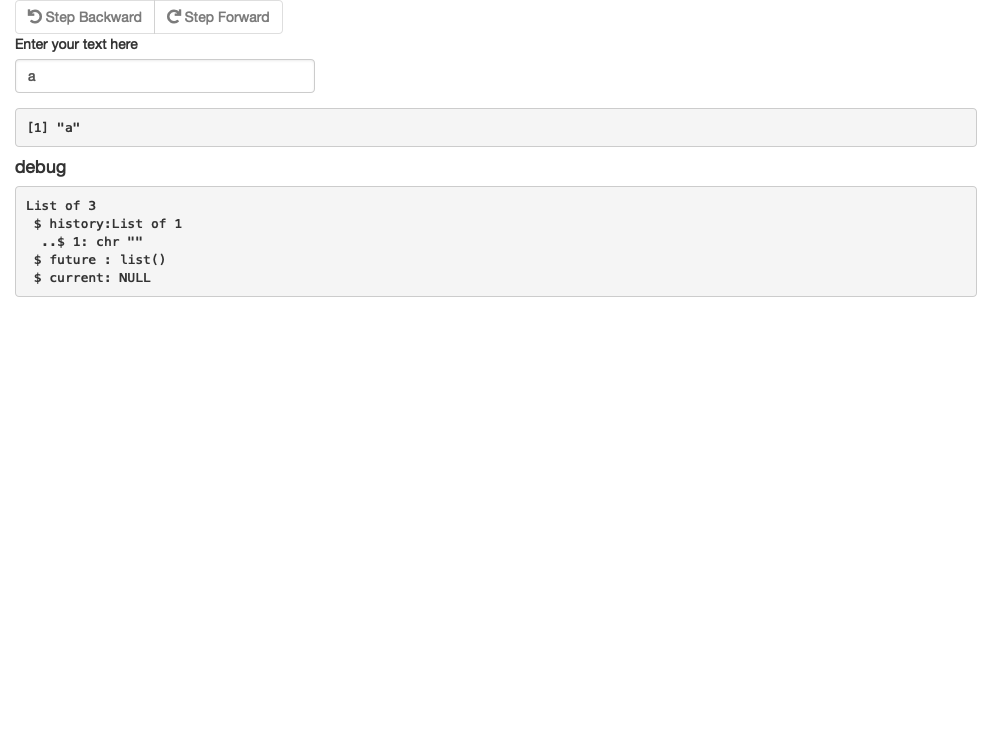 Step Backward Step Forward
Enter your text here
a
[1] "a"
debug
List of 3
 $ history:List of 1
  ..$ 1: chr ""
 $ future : list()
 $ current: NULL